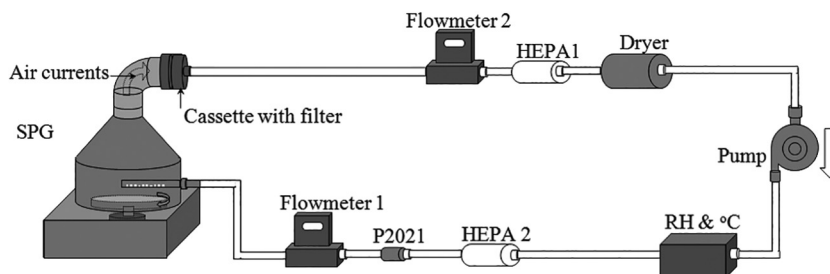 Flowmeter 2
HEPA1
Dryer
Air currents
Cassette with filter
SPG
Pump
Flowmeter 1
P2021
HEPA 2
RH & °C